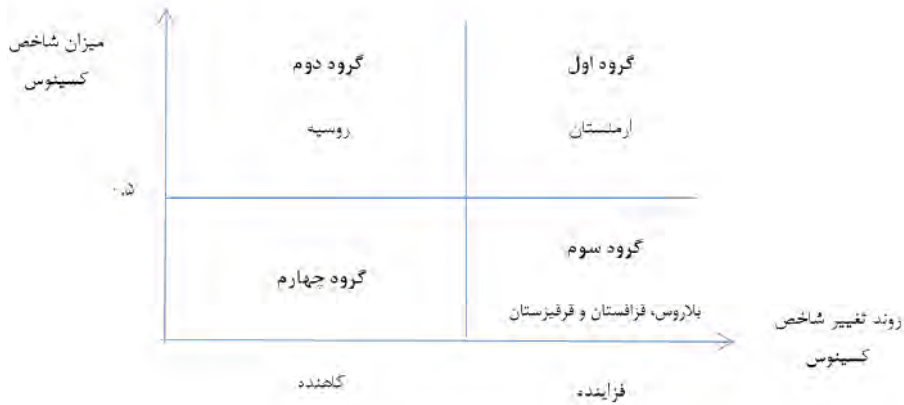 میزان شاخص
کسینوس
گروه دوم
گروه اول
روسیه
ارمنستان
۰.۵
گروه چهارم
گروه سوم
بلاروس، قزاقستان و قرقیزستان
روند تغییر شاخص
کسینوس
کاهنده
فزاینده